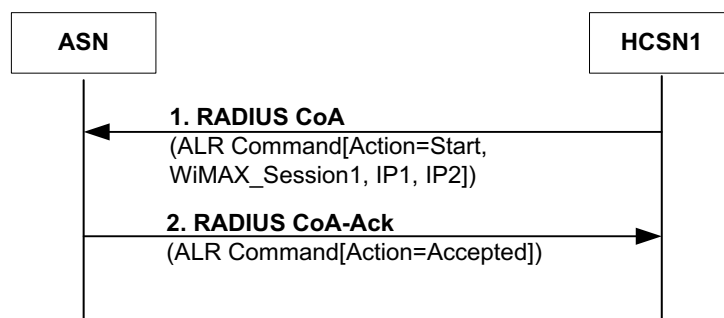 ASN
HCSN1
1. RADIUS CoA
(ALR Command[Action=Start,
WiMAX_Session1, IP1, IP2])
2. RADIUS CoA-Ack
(ALR Command[Action=Accepted])